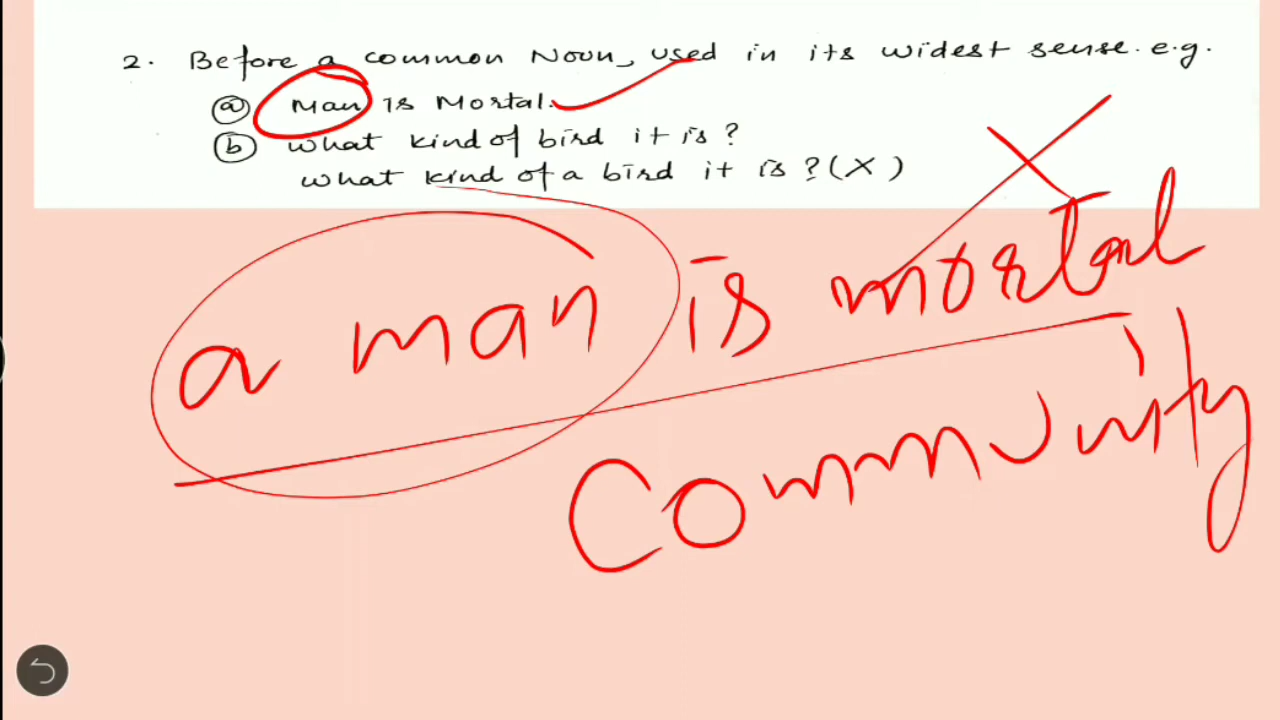 2. Before a common Noun, used in its widest sense. e.g.
(a) Man is Mortal.
(b) What kind of bird it is?
What kind of a bird it is? (X)
a man is mortal
Community